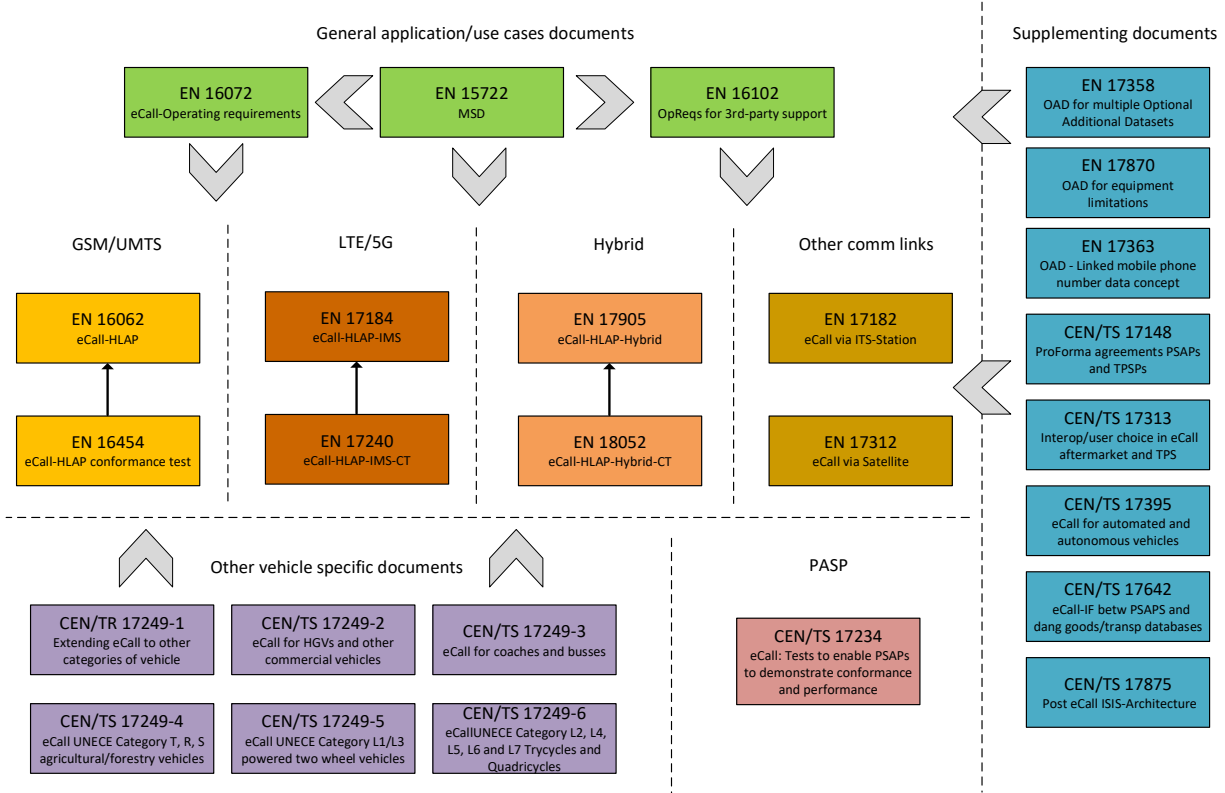 General application/use cases documents
Supplementing documents
EN 16072
eCall-Operating requirements
EN 15722
MSD
EN 16102
OpReqs for 3rd-party support
EN 17358
OAD for multiple Optional
Additional Datasets
EN 17870
OAD for equipment
limitations
EN 17363
OAD - Linked mobile phone
number data concept
CEN/TS 17148
ProForma agreements PSAPs
and TPSPs
CEN/TS 17313
Interop/user choice in eCall
aftermarket and TPS
CEN/TS 17395
eCall for automated and
autonomous vehicles
CEN/TS 17642
eCall-IF betw PSAPS and
dang goods/transp databases
CEN/TS 17875
Post eCall ISIS-Architecture
GSM/UMTS
LTE/5G
Hybrid
Other comm links
EN 16062
eCall-HLAP
EN 17184
eCall-HLAP-IMS
EN 17905
eCall-HLAP-Hybrid
EN 17182
eCall via ITS-Station
EN 16454
eCall-HLAP conformance test
EN 17240
eCall-HLAP-IMS-CT
EN 18052
eCall-HLAP-Hybrid-CT
EN 17312
eCall via Satellite
Other vehicle specific documents
PASP
CEN/TR 17249-1
Extending eCall to other
categories of vehicle
CEN/TS 17249-2
eCall for HGVs and other
commercial vehicles
CEN/TS 17249-3
eCall for coaches and busses
CEN/TS 17234
eCall: Tests to enable PSAPs
to demonstrate conformance
and performance
CEN/TS 17249-4
eCall UNECE Category T, R, S
agricultural/forestry vehicles
CEN/TS 17249-5
eCall UNECE Category L1/L3
powered two wheel vehicles
CEN/TS 17249-6
eCallUNECE Category L2, L4,
L5, L6 and L7 Trycycles and
Quadricycles